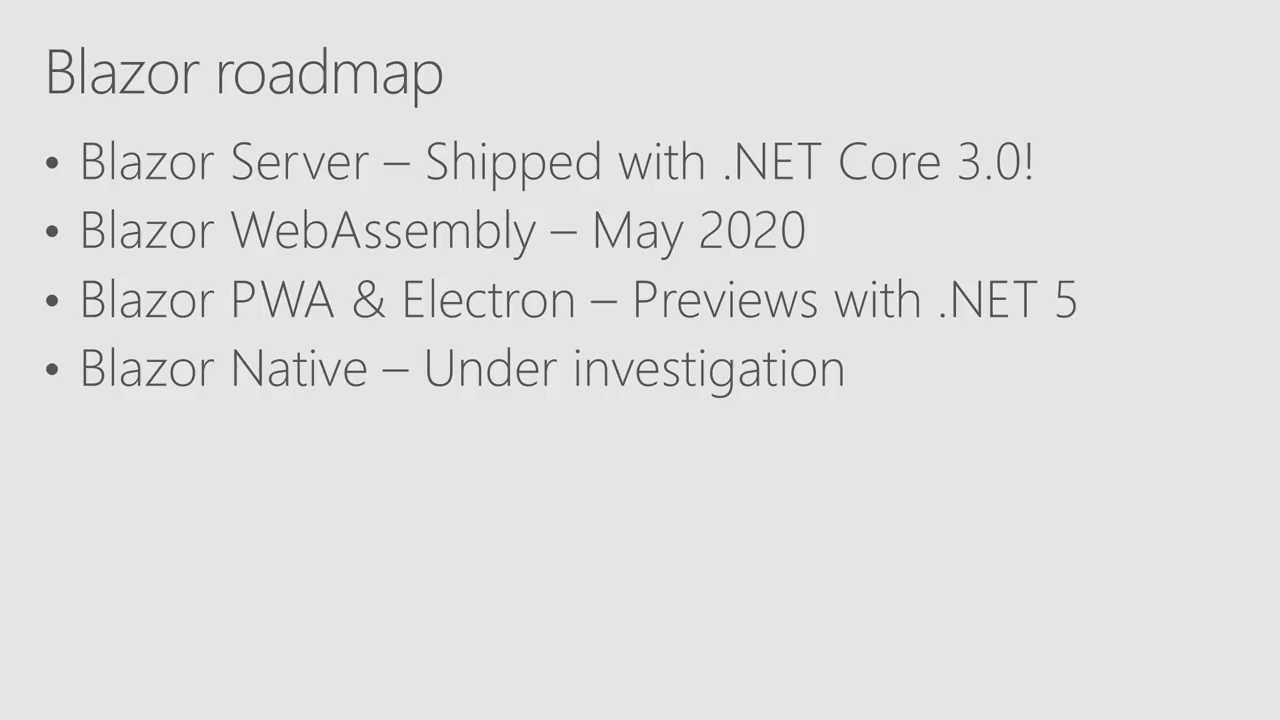 Blazor roadmap
• Blazor Server – Shipped with .NET Core 3.0!
• Blazor WebAssembly – May 2020
• Blazor PWA & Electron – Previews with .NET 5
• Blazor Native – Under investigation